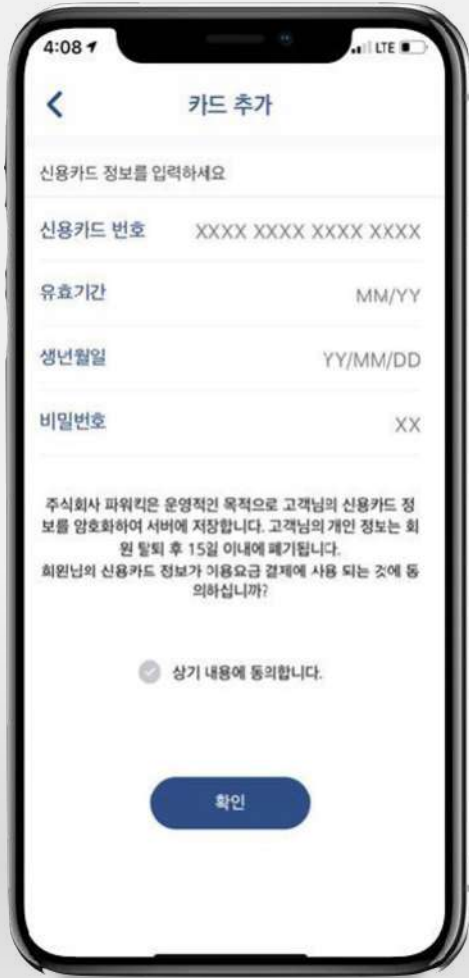 4:08
LTE
카드 추가
신용카드 정보를 입력하세요
신용카드 번호 XXXX XXXX XXXX XXXX
유효기간 MM/YY
생년월일 YY/MM/DD
비밀번호 XX
주식회사 파워킥은 운영적인 목적으로 고객님의 신용카드 정
보를 암호화하여 서버에 저장합니다. 고객님의 개인 정보는 회
원 탈퇴 후 15일 이내에 폐기됩니다.
회원님의 신용카드 정보가 이용요금 결제에 사용 되는 것에 동
의하십니까?
상기 내용에 동의합니다.
확인